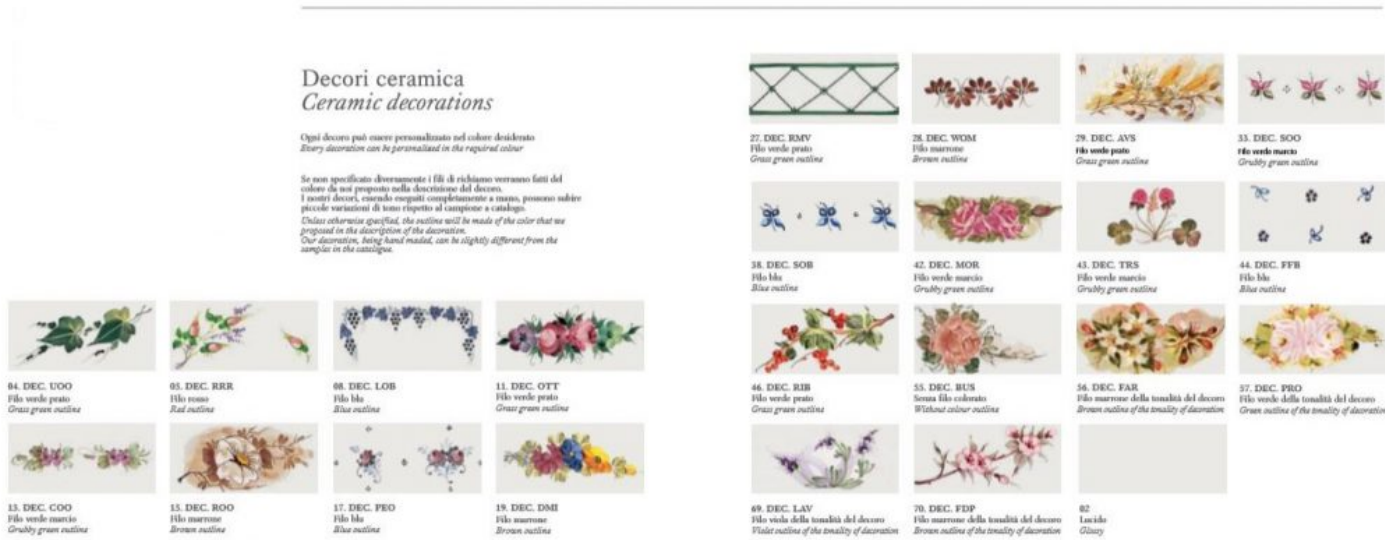 Decori ceramica
Ceramic decorations
Ogni decoro può essere personalizzato nel colore desiderato
Every decoration can be personalised in the required colour
Se non specificato diversamente i fili di richiamo verranno fatti del
colore da noi proposto nella descrizione del decoro.
I nostri decori, essendo eseguiti completamente a mano, possono subire
piccole variazioni di tono rispetto al campione a catalogo.
Unless otherwise specified, the outline will be made of the color that we
proposed in the description of the decoration.
Our decoration, being hand maded, can be slightly different from the
samples in the catalogue.
04. DEC. UOO
Filo verde prato
Grass green outline
05. DEC. RRR
Filo rosso
Red outline
08. DEC. LOB
Filo blu
Blue outline
11. DEC. OTT
Filo verde prato
Grass green outline
13. DEC. COO
Filo verde marcio
Grubby green outline
15. DEC. ROO
Filo marrone
Brown outline
17. DEC. PEO
Filo blu
Blue outline
19. DEC. DMI
Filo marrone
Brown outline
27. DEC. RMV
Filo verde prato
Grass green outline
28. DEC. WOM
Filo marrone
Brown outline
29. DEC. AVS
Filo verde prato
Grass green outline
33. DEC. SOO
Filo verde marcio
Grubby green outline
38. DEC. SOB
Filo blu
Blue outline
42. DEC. MOR
Filo verde marcio
Grubby green outline
43. DEC. TRS
Filo verde marcio
Grubby green outline
44. DEC. FFB
Filo blu
Blue outline
46. DEC. RIB
Filo verde prato
Grass green outline
55. DEC. BUS
Senza filo colorato
Without colour outline
56. DEC. FAR
Filo marrone della tonalità del decoro
Brown outline of the tonality of decoration
57. DEC. PRO
Filo verde della tonalità del decoro
Green outline of the tonality of decoration
69. DEC. LAV
Filo viola della tonalità del decoro
Violet outline of the tonality of decoration
70. DEC. FDP
Filo marrone della tonalità del decoro
Brown outline of the tonality of decoration
02
Lucido
Glossy